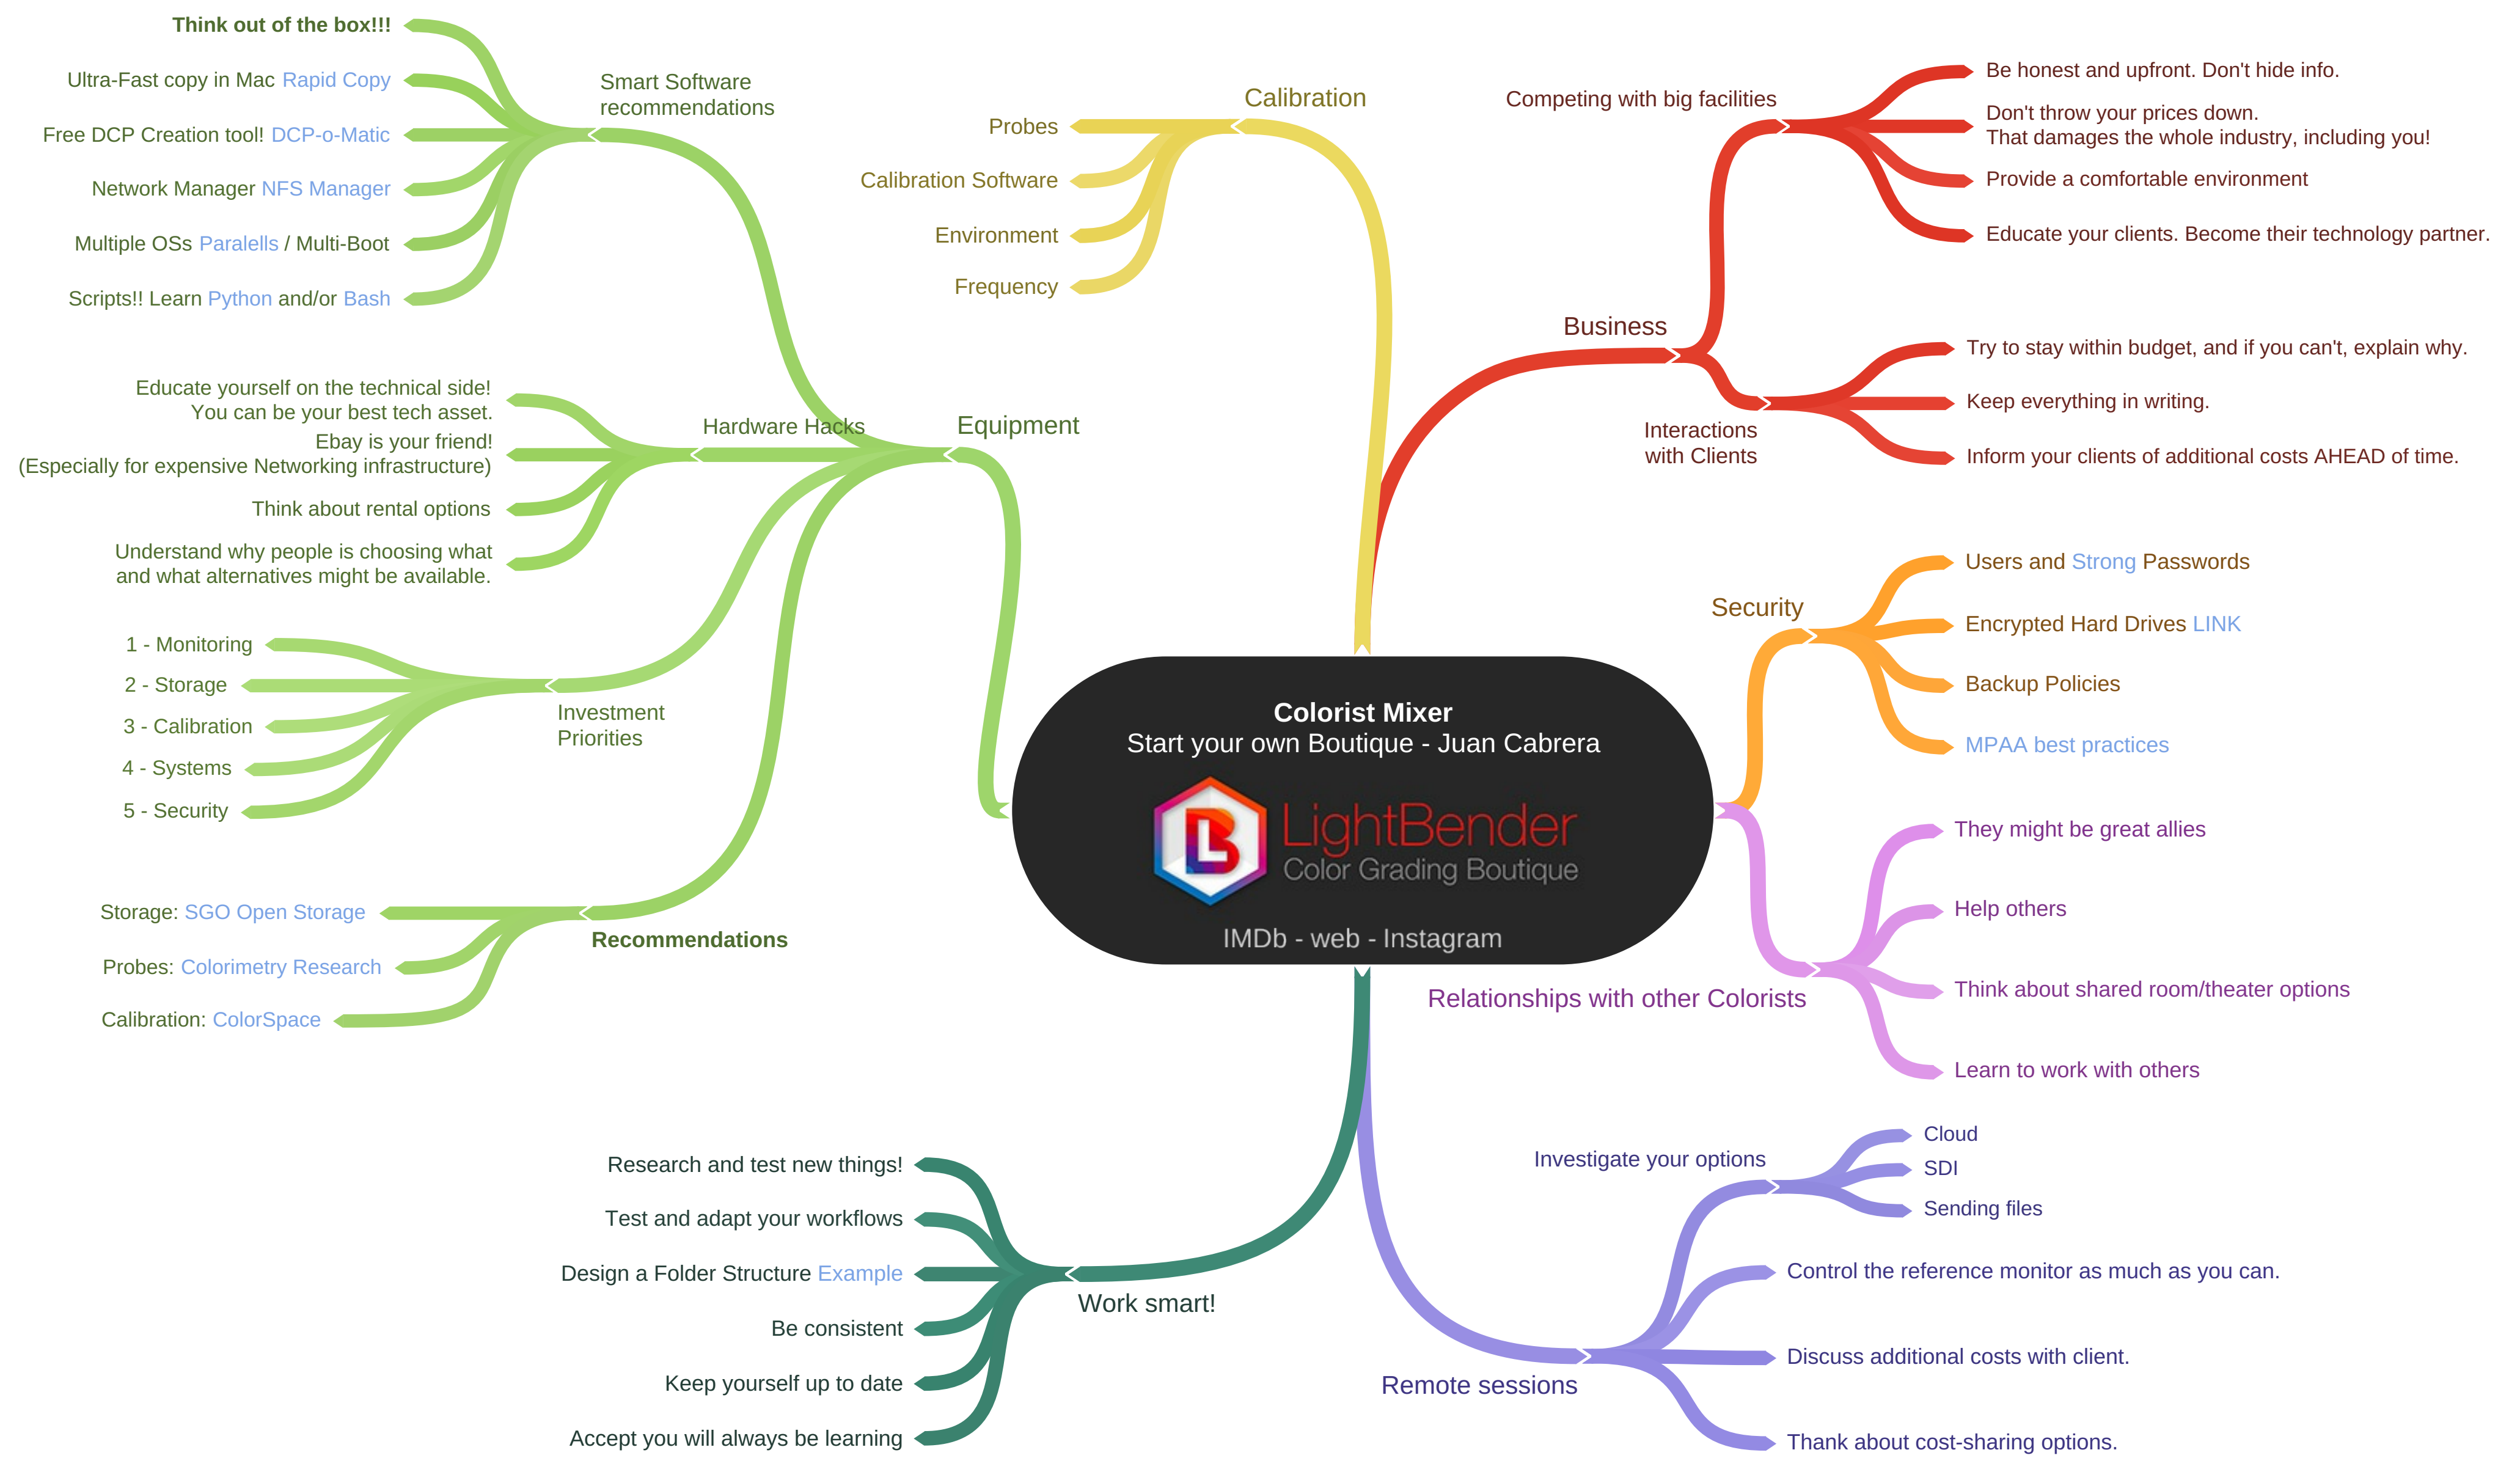 Colorist Mixer
Start your own Boutique - Juan Cabrera
LB
LightBender
Color Grading Boutique
IMDb - web - Instagram
Equipment
Smart Software
recommendations
Think out of the box!!!
Ultra-Fast copy in Mac Rapid Copy
Free DCP Creation tool! DCP-o-Matic
Network Manager NFS Manager
Multiple OSs Paralells / Multi-Boot
Scripts!! Learn Python and/or Bash
Hardware Hacks
Educate yourself on the technical side!
You can be your best tech asset.
Ebay is your friend!
(Especially for expensive Networking infrastructure)
Think about rental options
Understand why people is choosing what
and what alternatives might be available.
Investment
Priorities
1 - Monitoring
2 - Storage
3 - Calibration
4 - Systems
5 - Security
Recommendations
Storage: SGO Open Storage
Probes: Colorimetry Research
Calibration: ColorSpace
Calibration
Probes
Calibration Software
Environment
Frequency
Business
Competing with big facilities
Be honest and upfront. Don't hide info.
Don't throw your prices down.
That damages the whole industry, including you!
Provide a comfortable environment
Educate your clients. Become their technology partner.
Interactions
with Clients
Try to stay within budget, and if you can't, explain why.
Keep everything in writing.
Inform your clients of additional costs AHEAD of time.
Security
Users and Strong Passwords
Encrypted Hard Drives LINK
Backup Policies
MPAA best practices
Relationships with other Colorists
They might be great allies
Help others
Think about shared room/theater options
Learn to work with others
Remote sessions
Investigate your options
Cloud
SDI
Sending files
Control the reference monitor as much as you can.
Discuss additional costs with client.
Thank about cost-sharing options.
Work smart!
Research and test new things!
Test and adapt your workflows
Design a Folder Structure Example
Be consistent
Keep yourself up to date
Accept you will always be learning